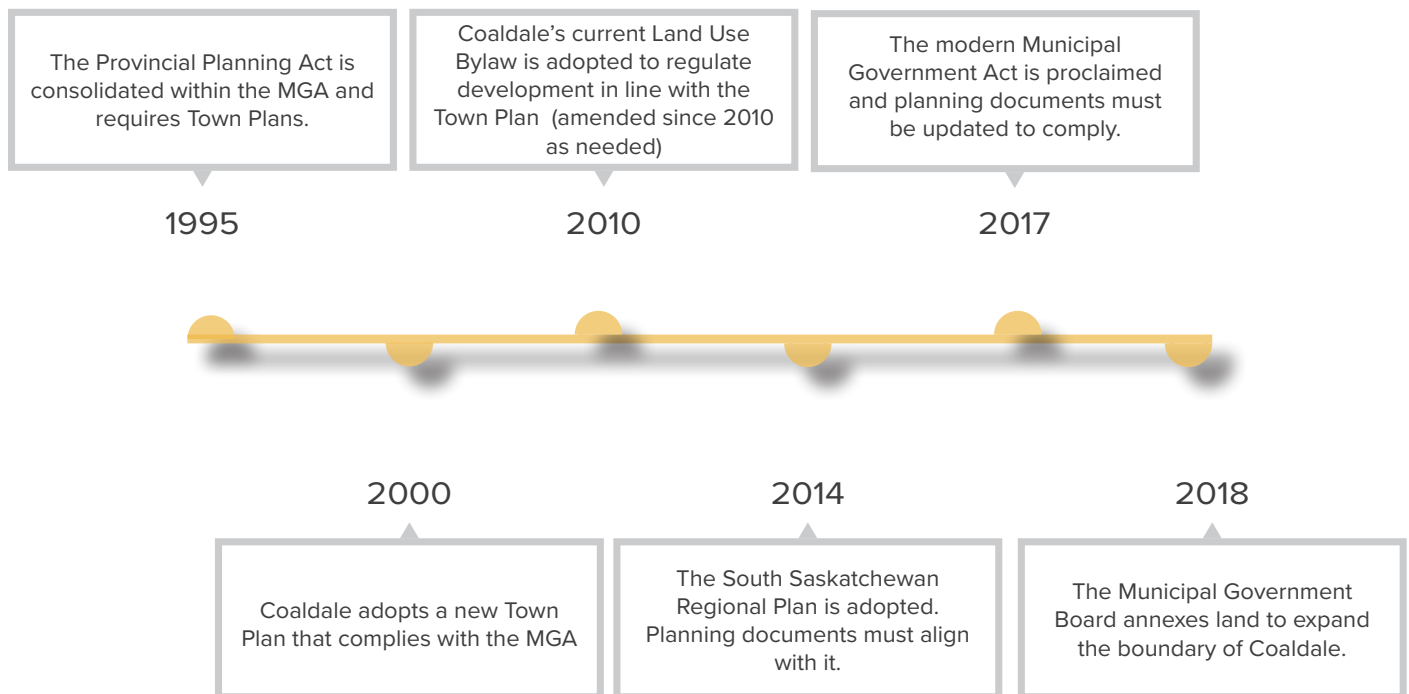 The Provincial Planning Act is
consolidated within the MGA and
requires Town Plans.
Coaldale’s current Land Use
Bylaw is adopted to regulate
development in line with the
Town Plan  (amended since 2010
as needed)
The modern Municipal
Government Act is proclaimed
and planning documents must
be updated to comply.
1995
2010
2017
2000
2014
2018
Coaldale adopts a new Town
Plan that complies with the MGA
The South Saskatchewan
Regional Plan is adopted.
Planning documents must align
with it.
The Municipal Government
Board annexes land to expand
the boundary of Coaldale.